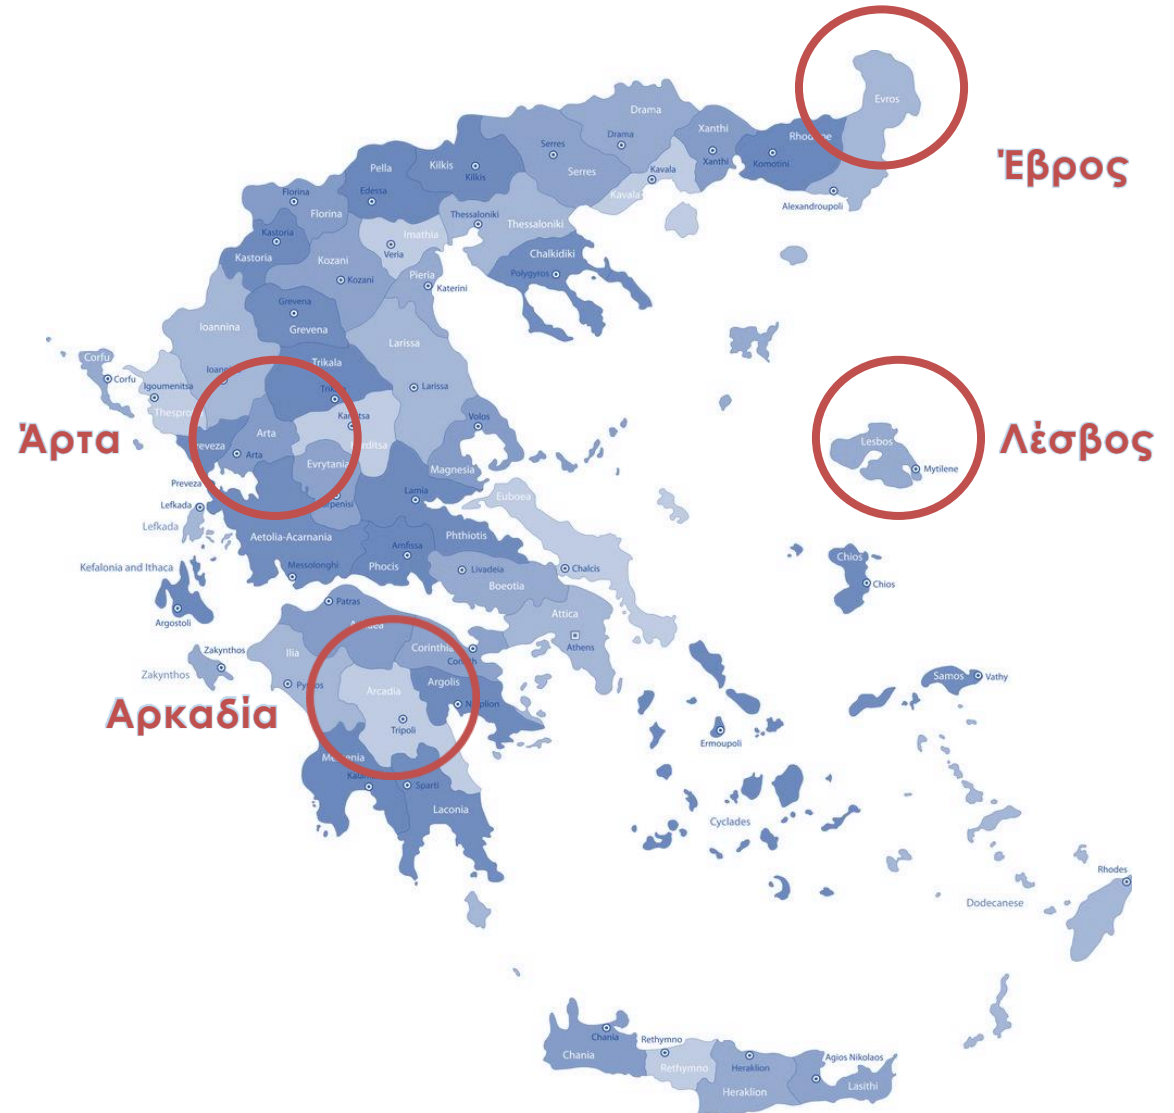 Evros
Drama
Xanthi
Rhodope
Drama
Serres
Xanthi
Komotini
Έβρος
Kilkis
Pella
Kilkis
Serres
Kavala
Kavala
Edessa
Florina
Alexandroupoli
Florina
Thessaloniki
Thessaloniki
Kastoria
Imathia
Veria
Chalkidiki
Kastoria
Kozani
Kozani
Pieria
Katerini
Polygyros
Grevena
Grevena
Ioannina
Larissa
Corfu
Corfu
Trikala
Igoumenitsa
Larissa
Volos
Άρτα
Arta
Arta
Lesbos
Mytilene
Λέσβος
Evrytania
Magnesia
Preveza
Lamia
Euboea
Lefkada
Lefkada
Aetolia-Acarnania
Phthiotis
Amfissa
Chios
Chios
Kefalonia and Ithaca
Messolonghi
Phocis
Livadeia
Chalcis
Boeotia
Patras
Argostoli
Attica
Athens
Zakynthos
Ilia
Corinthia
Corinth
Zakynthos
Samos
Vathy
Argolis
Arcadia
Αρκαδία
Tripoli
Ermoupoli
Sparti
Laconia
Cyclades
Rhodes
Dodecanese
Chania
Rethymno
Chania
Rethymno
Heraklion
Agios Nikolaos
Heraklion
Lasithi